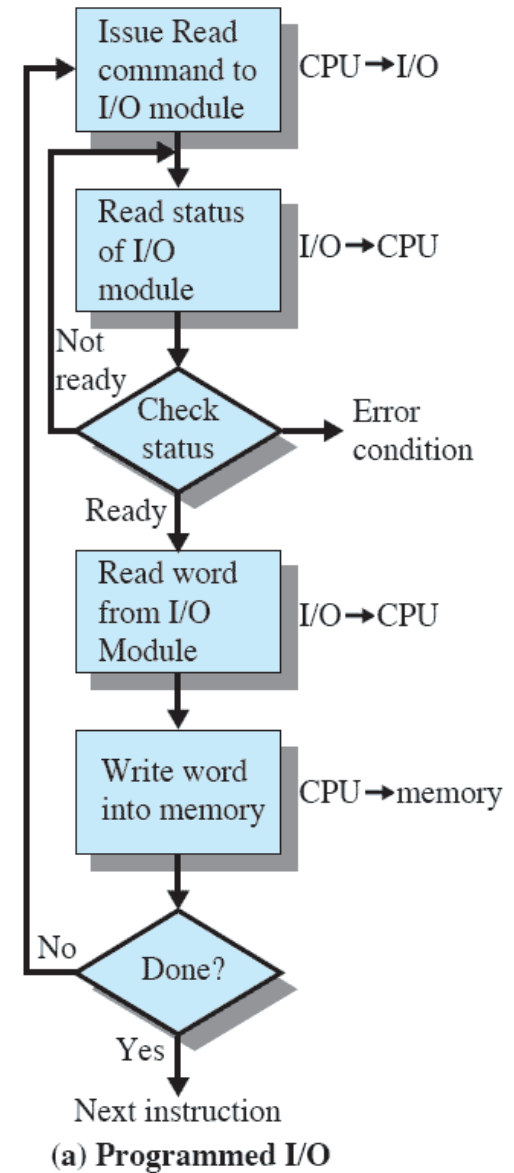 Issue Read
command to
I/O module
CPU→I/O
Read status
of I/O
module
I/O→CPU
Not
ready
Check
status
Error
condition
Ready
Read word
from I/O
Module
I/O→CPU
Write word
into memory
CPU→memory
No
Done?
Yes
Next instruction
(a) Programmed I/O